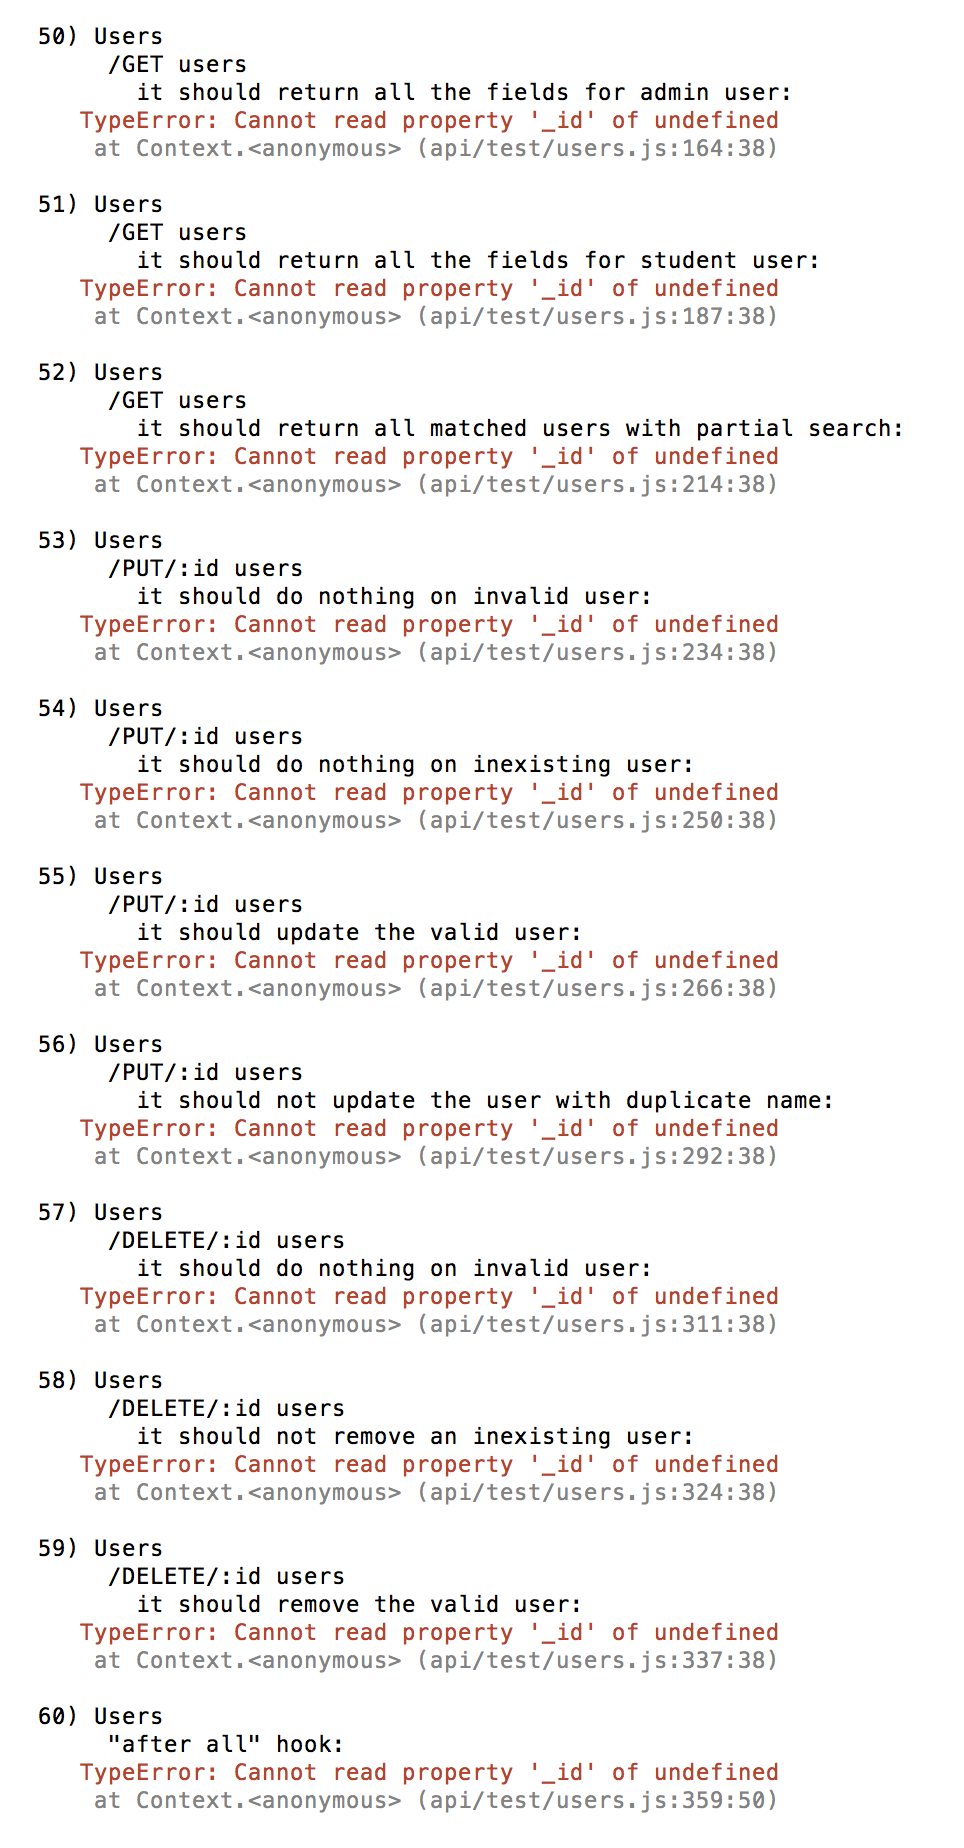 50) Users
/GET users
it should return all the fields for admin user:
TypeError: Cannot read property '_id' of undefined
at Context.<anonymous> (api/test/users.js:164:38)
51) Users
/GET users
it should return all the fields for student user:
TypeError: Cannot read property '_id' of undefined
at Context.<anonymous> (api/test/users.js:187:38)
52) Users
/GET users
it should return all matched users with partial search:
TypeError: Cannot read property '_id' of undefined
at Context.<anonymous> (api/test/users.js:214:38)
53) Users
/PUT/:id users
it should do nothing on invalid user:
TypeError: Cannot read property '_id' of undefined
at Context.<anonymous> (api/test/users.js:234:38)
54) Users
/PUT/:id users
it should do nothing on inexisting user:
TypeError: Cannot read property '_id' of undefined
at Context.<anonymous> (api/test/users.js:250:38)
55) Users
/PUT/:id users
it should update the valid user:
TypeError: Cannot read property '_id' of undefined
at Context.<anonymous> (api/test/users.js:266:38)
56) Users
/PUT/:id users
it should not update the user with duplicate name:
TypeError: Cannot read property '_id' of undefined
at Context.<anonymous> (api/test/users.js:292:38)
57) Users
/DELETE/:id users
it should do nothing on invalid user:
TypeError: Cannot read property '_id' of undefined
at Context.<anonymous> (api/test/users.js:311:38)
58) Users
/DELETE/:id users
it should not remove an inexisting user:
TypeError: Cannot read property '_id' of undefined
at Context.<anonymous> (api/test/users.js:324:38)
59) Users
/DELETE/:id users
it should remove the valid user:
TypeError: Cannot read property '_id' of undefined
at Context.<anonymous> (api/test/users.js:337:38)
60) Users
"after all" hook:
TypeError: Cannot read property '_id' of undefined
at Context.<anonymous> (api/test/users.js:359:50)